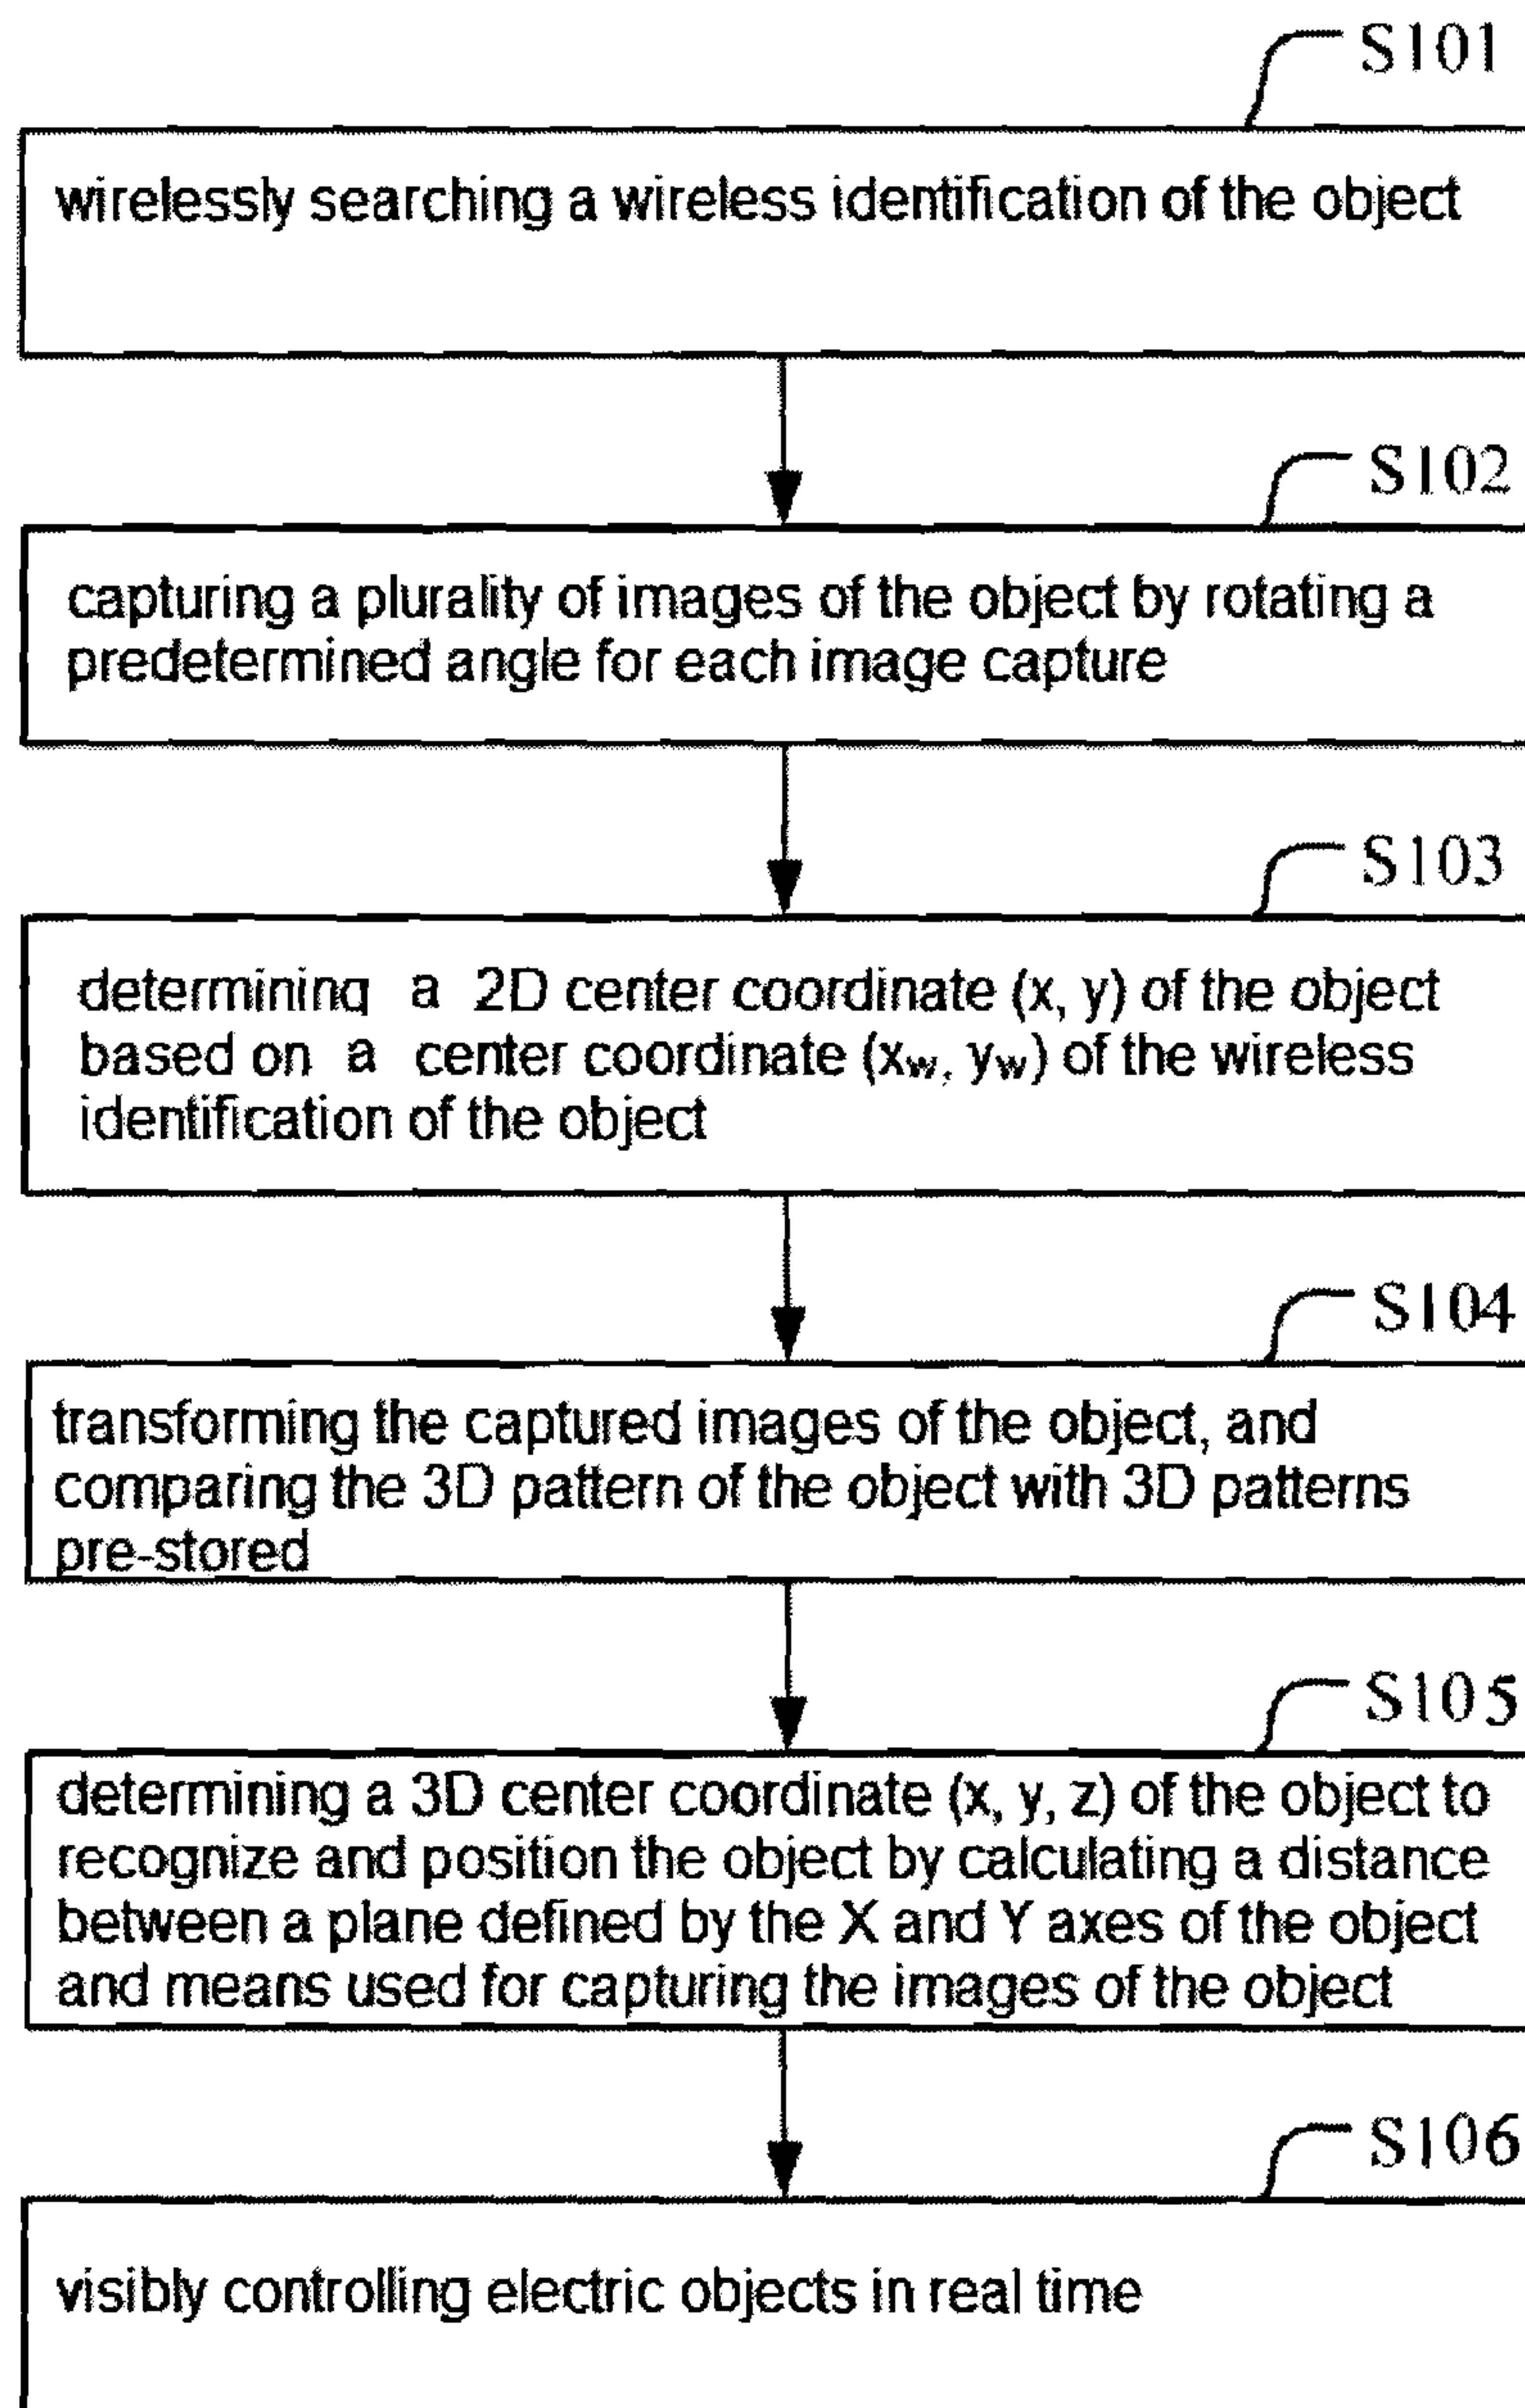 S101
wirelessly searching a wireless identification of the object
S102
capturing a plurality of images of the object by rotating a
predetermined angle for each image capture
S103
determining a 2D center coordinate (x, y) of the object
based on a center coordinate (xw, yw) of the wireless
identification of the object
S104
transforming the captured images of the object, and
comparing the 3D pattern of the object with 3D patterns
pre-stored
S105
determining a 3D center coordinate (x, y, z) of the object to
recognize and position the object by calculating a distance
between a plane defined by the X and Y axes of the object
and means used for capturing the images of the object
S106
visibly controlling electric objects in real time